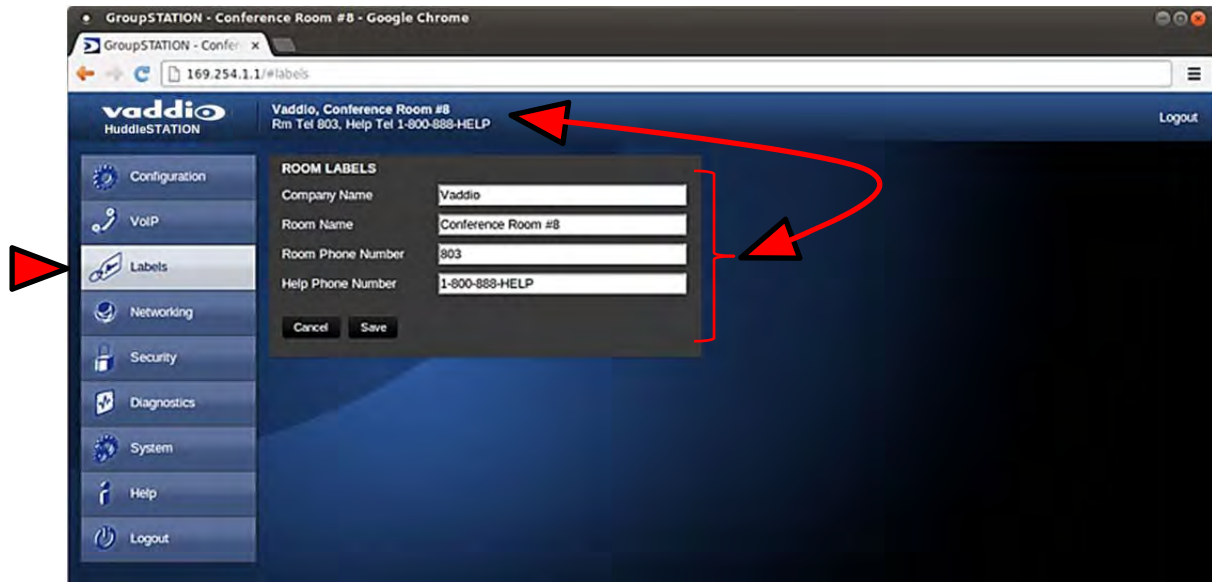 GroupSTATION - Conference Room #8 - Google Chrome
GroupSTATION - Confer x
169.254.1.1/#labels
vaddio
HuddleSTATION
Vaddio, Conference Room #8
Rm Tel 803, Help Tel 1-800-888-HELP
Logout
Configuration
VoIP
Labels
Networking
Security
Diagnostics
System
Help
Logout
ROOM LABELS
Company Name Vaddio
Room Name Conference Room #8
Room Phone Number 803
Help Phone Number 1-800-888-HELP
Cancel Save